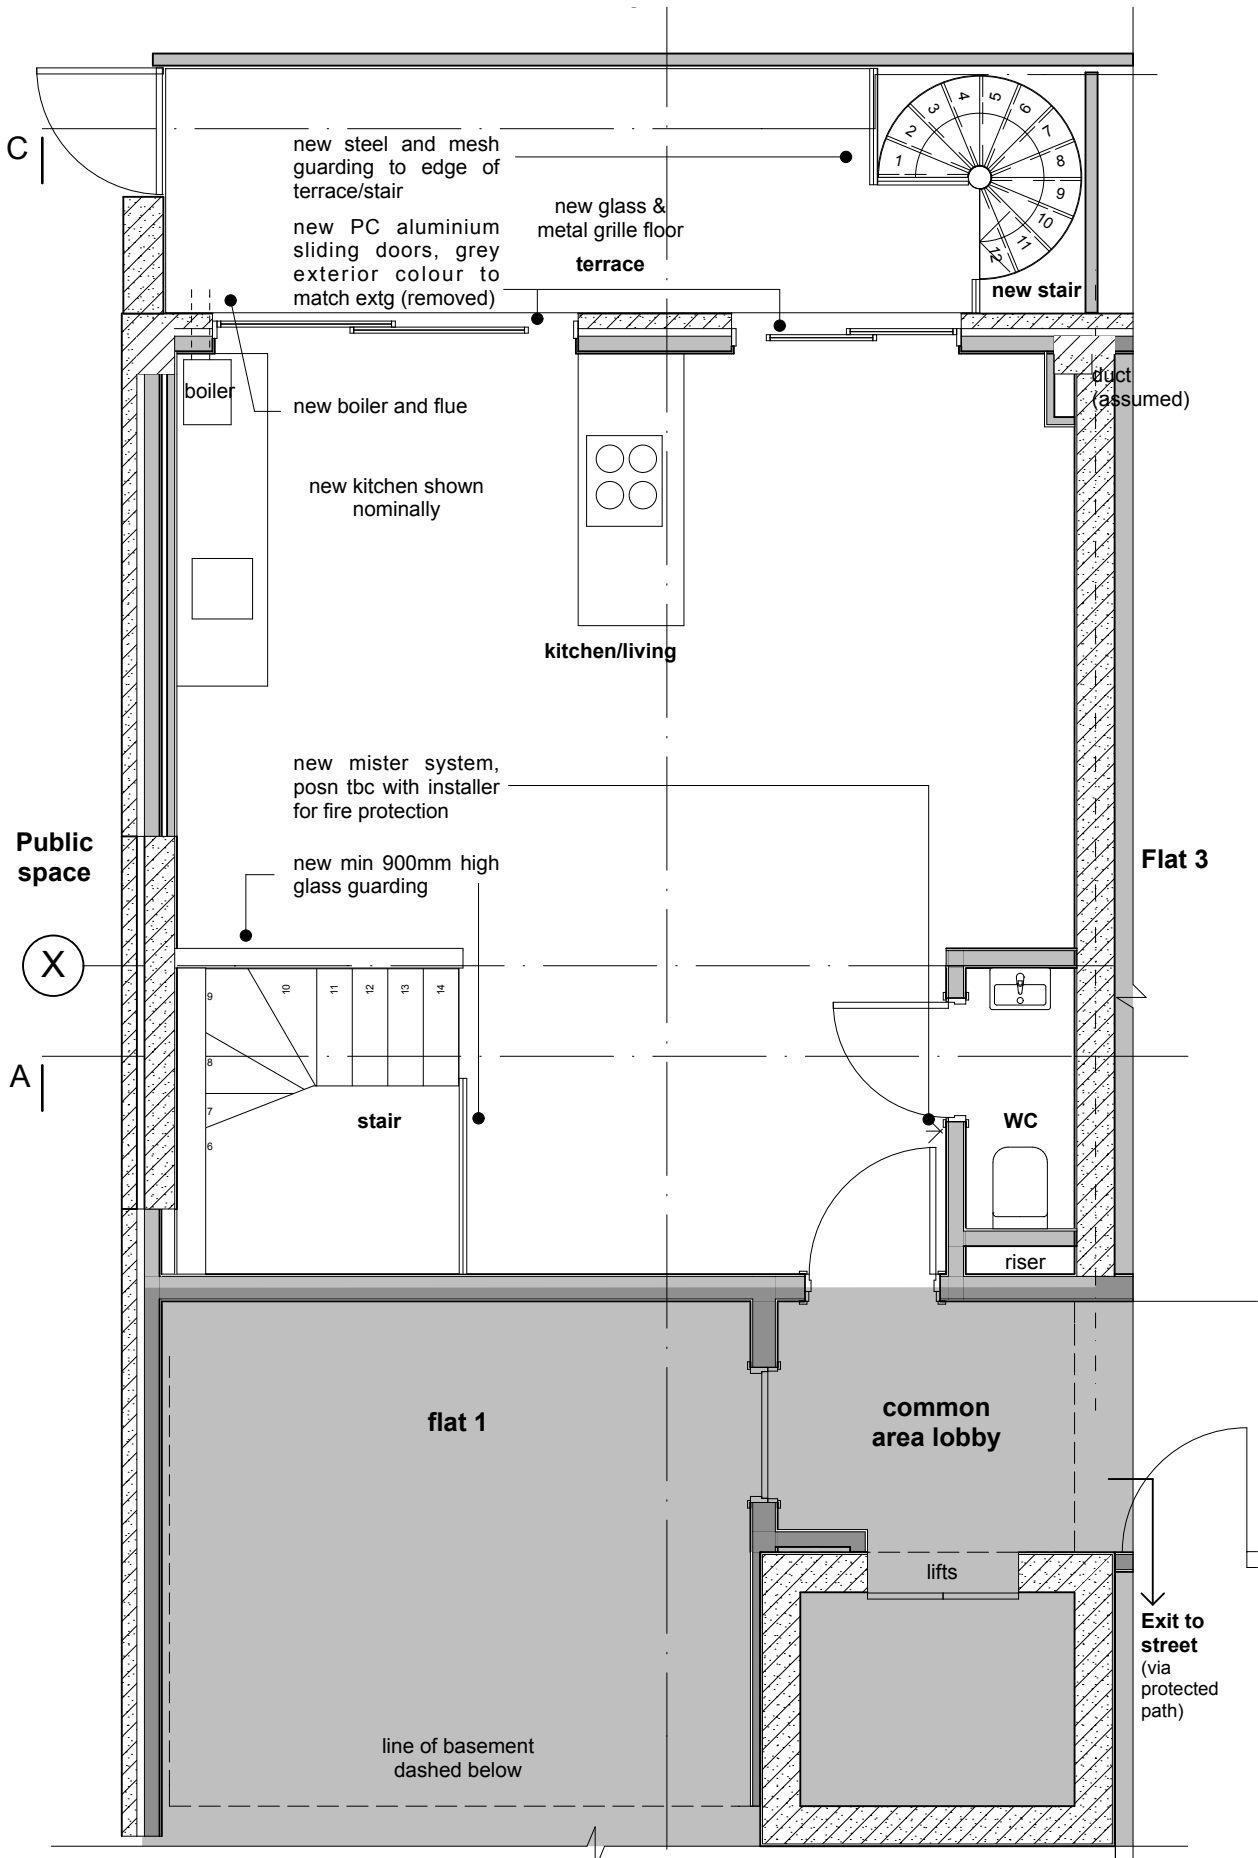 C
new steel and mesh
guarding to edge of
terrace/stair
new PC aluminium
sliding doors, grey
exterior colour to
match extg (removed)
new glass &
metal grille floor
terrace
1
2
3
4
5
6
7
8
9
10
11
12
new stair
boiler
new boiler and flue
duct
(assumed)
new kitchen shown
nominally
kitchen/living
new mister system,
posn tbc with installer
for fire protection
Public
space
new min 900mm high
glass guarding
Flat 3
X
9
10
11
12
13
14
8
7
6
A
stair
WC
riser
flat 1
common
area lobby
lifts
Exit to
street
(via
protected
path)
line of basement
dashed below